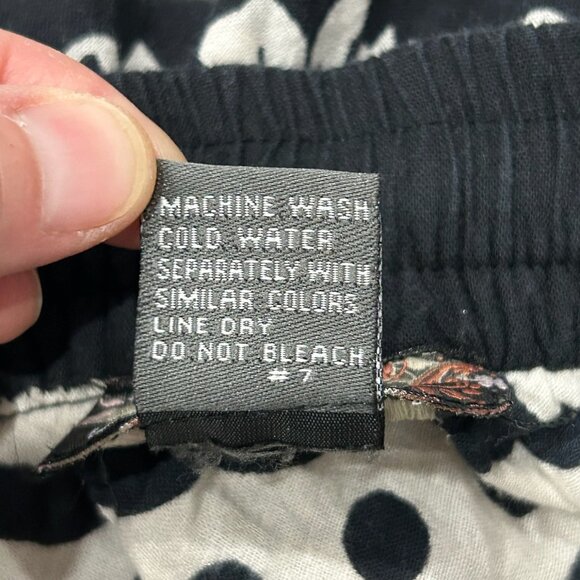 MACHINE WASH
COLD WATER
SEPARATELY WITH
SIMILAR COLORS
LINE DRY
DO NOT BLEACH
#7